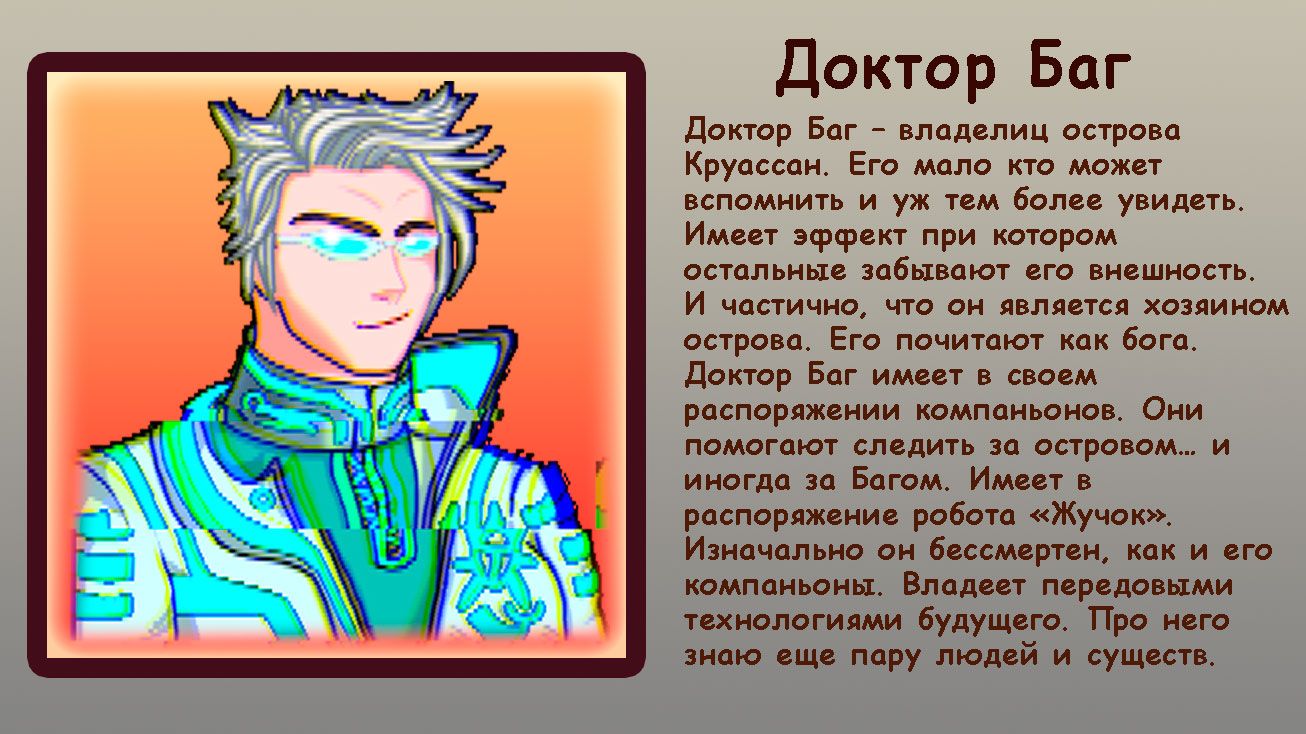 Доктор Баг
Доктор Баг – владелиц острова
Круассан. Его мало кто может
вспомнить и уж тем более увидеть.
Имеет эффект при котором
остальные забывают его внешность.
И частично, что он является хозяином
острова. Его почитают как бога.
Доктор Баг имеет в своем
распоряжении компаньонов. Они
помогают следить за островом... и
иногда за Багом. Имеет в
распоряжение робота «Жучок».
Изначально он бессмертен, как и его
компаньоны. Владеет передовыми
технологиями будущего. Про него
знаю еще пару людей и существ.